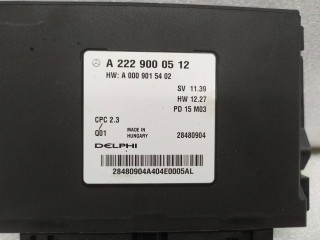 A 222 900 05 12
HW: A 000 901 54 02
SV 11.39
HW 12.27
PD 15 M03
CPC 2.3
Q01
MADE IN
HUNGARY
28480904
DELPHI
28480904A404E0005AL